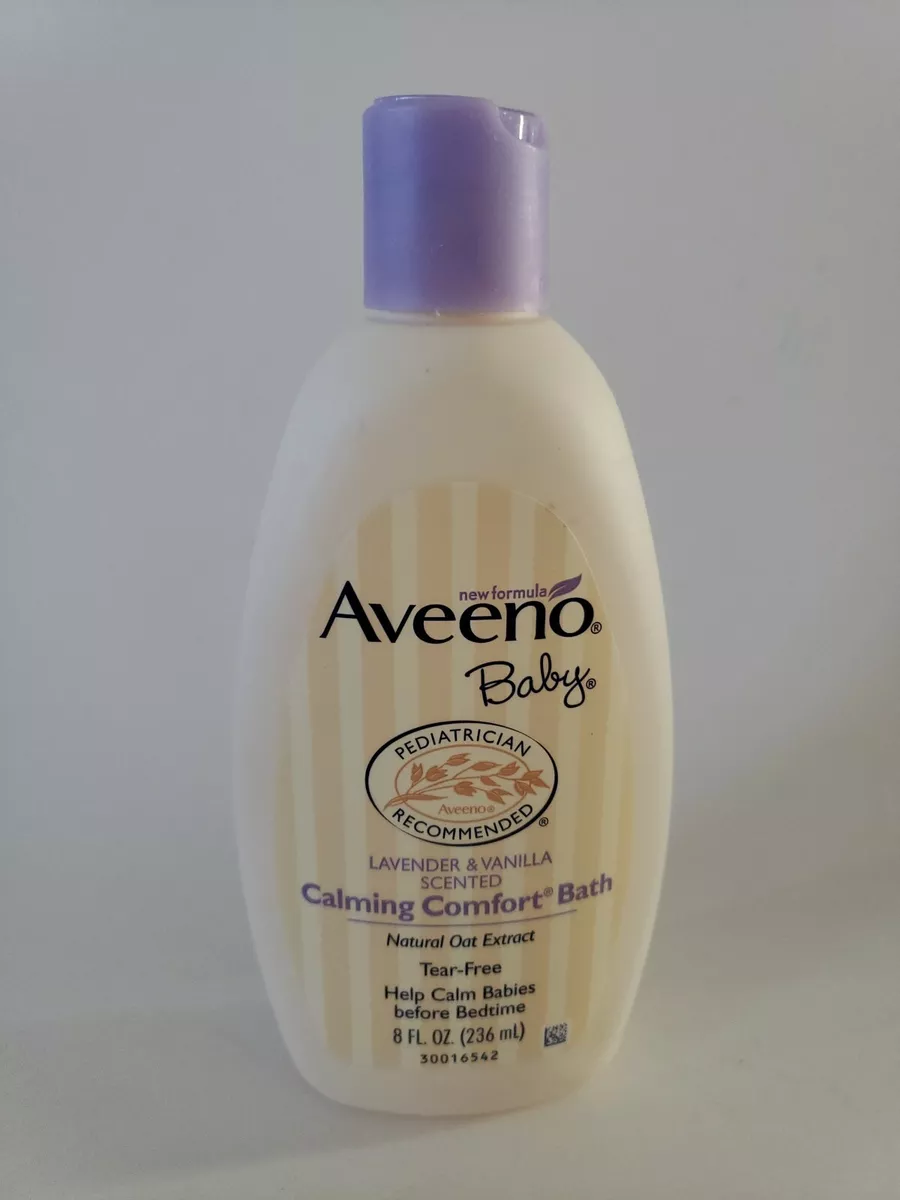 new formula
Aveeno®
Baby®
PEDIATRICIAN
Aveeno®
RECOMMENDED®
LAVENDER & VANILLA
SCENTED
Calming Comfort® Bath
Natural Oat Extract
Tear-Free
Help Calm Babies
before Bedtime
8 FL. OZ. (236 mL)
30016542